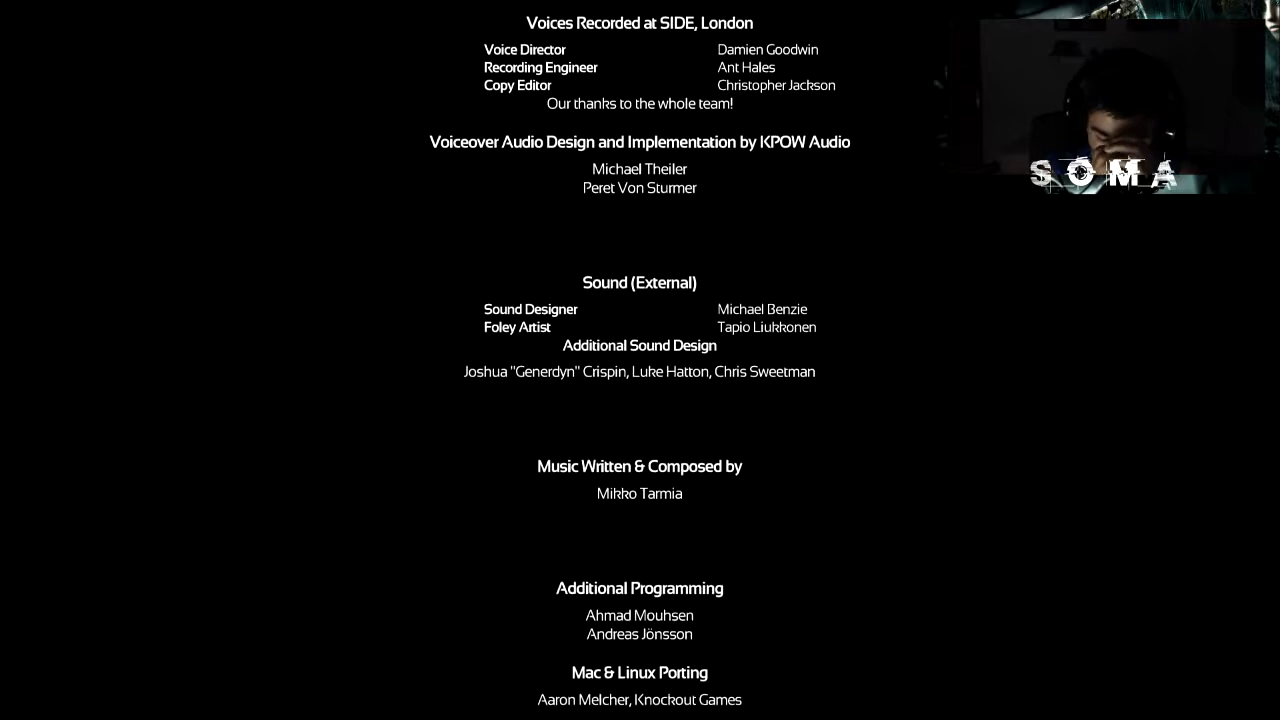 Voices Recorded at SIDE, London
Voice Director Damien Goodwin
Recording Engineer Ant Hales
Copy Editor Christopher Jackson
Our thanks to the whole team!
Voiceover Audio Design and Implementation by KPOW Audio
Michael Theiler
Peret Von Sturmer
SOMA
Sound (External)
Sound Designer Michael Benzie
Foley Artist Tapio Liukkonen
Additional Sound Design
Joshua "Generdyn" Crispin, Luke Hatton, Chris Sweetman
Music Written & Composed by
Mikko Tarmia
Additional Programming
Ahmad Mouhsen
Andreas Jönsson
Mac & Linux Porting
Aaron Melcher, Knockout Games